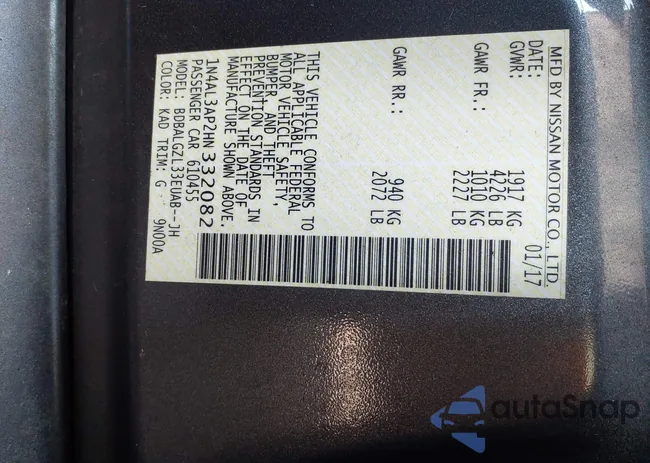 MFD BY NISSAN MOTOR CO., LTD.
DATE: 01/17
GVWR: 1917 KG
4226 LB
GAWR FR.: 1010 KG
2227 LB
GAWR RR.: 940 KG
2072 LB
THIS VEHICLE CONFORMS TO
ALL APPLICABLE FEDERAL
MOTOR VEHICLE SAFETY,
BUMPER, AND THEFT
PREVENTION STANDARDS IN
EFFECT ON THE DATE OF
MANUFACTURE SHOWN ABOVE.
1N4AL3AP2HN332082
PASSENGER CAR 610455
MODEL: BDBALGZL33EUAB--JH
COLOR: KAD TRIM: G 9N00A
autoSnap